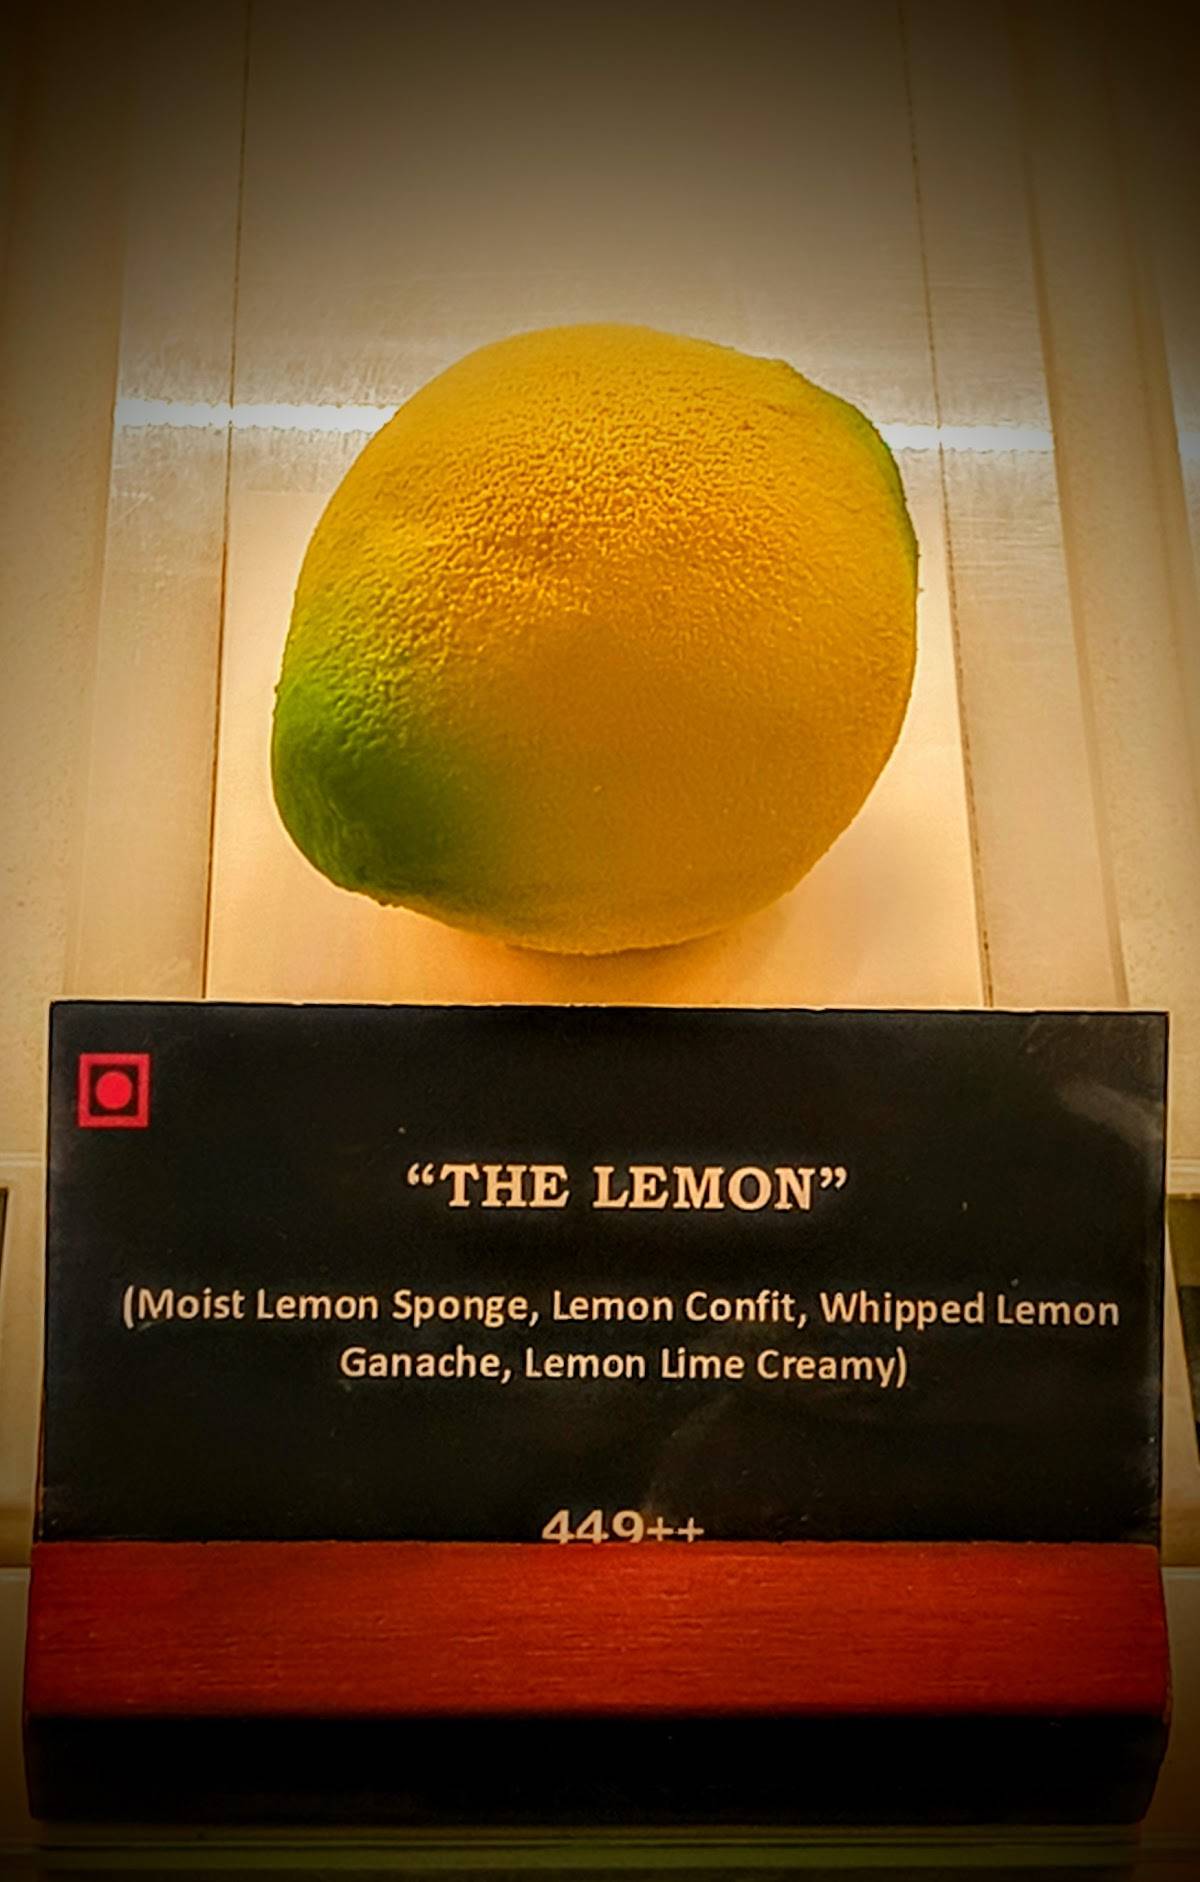 “THE LEMON”
(Moist Lemon Sponge, Lemon Confit, Whipped Lemon
Ganache, Lemon Lime Creamy)
449++